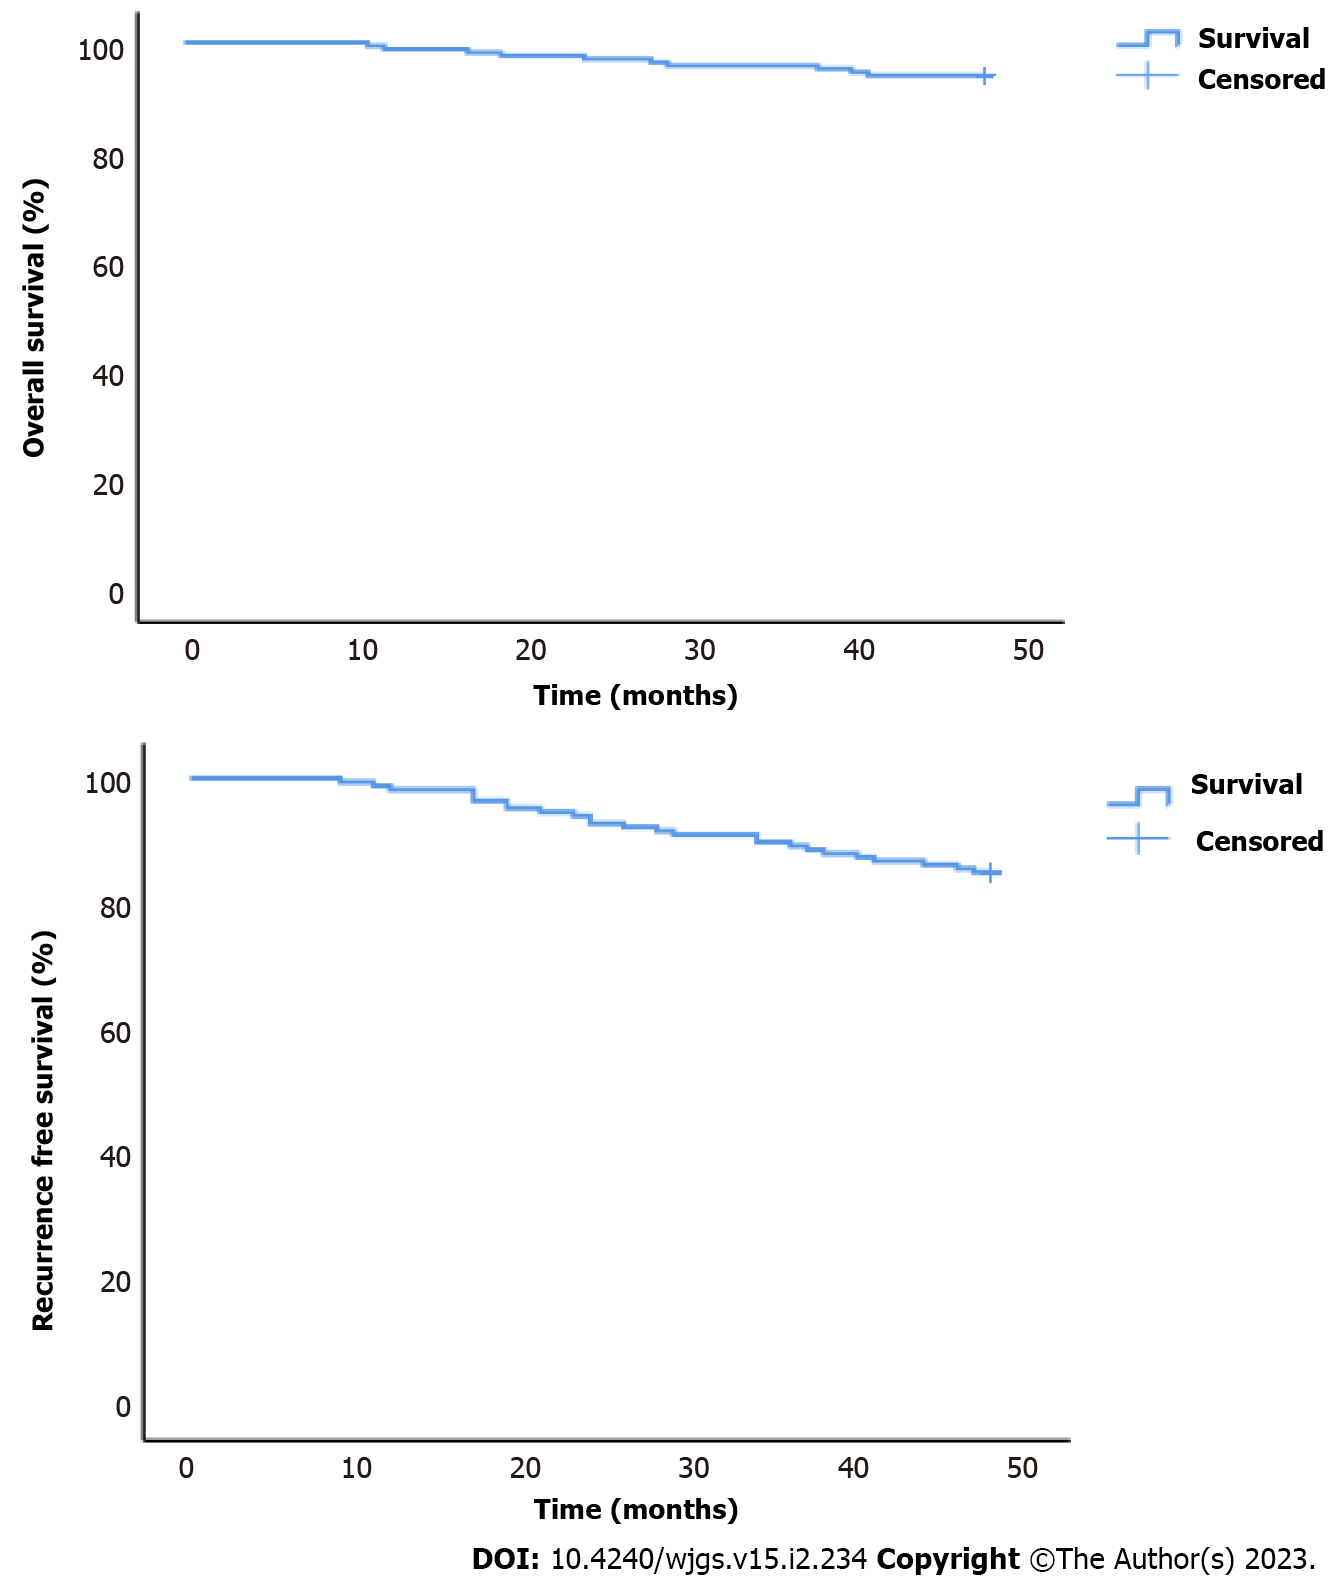 100
80
60
40
20
0
Overall survival (%)
0 10 20 30 40 50
Time (months)
Survival
Censored
100
80
60
40
20
0
Recurrence free survival (%)
0 10 20 30 40 50
Time (months)
Survival
Censored
DOI: 10.4240/wjgs.v15.i2.234 Copyright ©The Author(s) 2023.